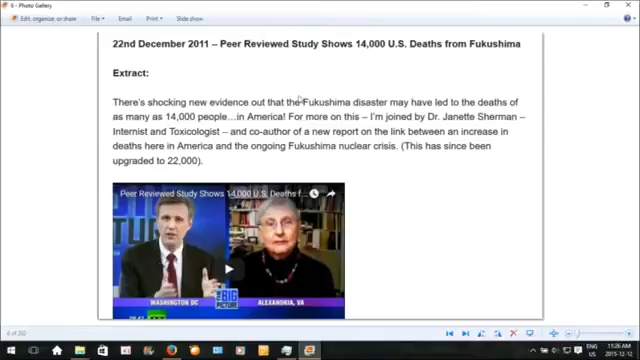 6 - Photo Gallery
Edit, organize, or share
File
Email
Print
Slide show
22nd December 2011 – Peer Reviewed Study Shows 14,000 U.S. Deaths from Fukushima
Extract:
There's shocking new evidence out that the Fukushima disaster may have led to the deaths of
as many as 14,000 people…in America! For more on this – I'm joined by Dr. Janette Sherman –
Internist and Toxicologist – and co-author of a new report on the link between an increase in
deaths here in America and the ongoing Fukushima nuclear crisis. (This has since been
upgraded to 22,000).
Peer Reviewed Study Shows 14,000 U.S. Deaths f...
WASHINGTON DC
THE BIG PICTURE
ALEXANDRIA, VA
RT
6 of 260
ENG
US
11:26 AM
2015-12-12